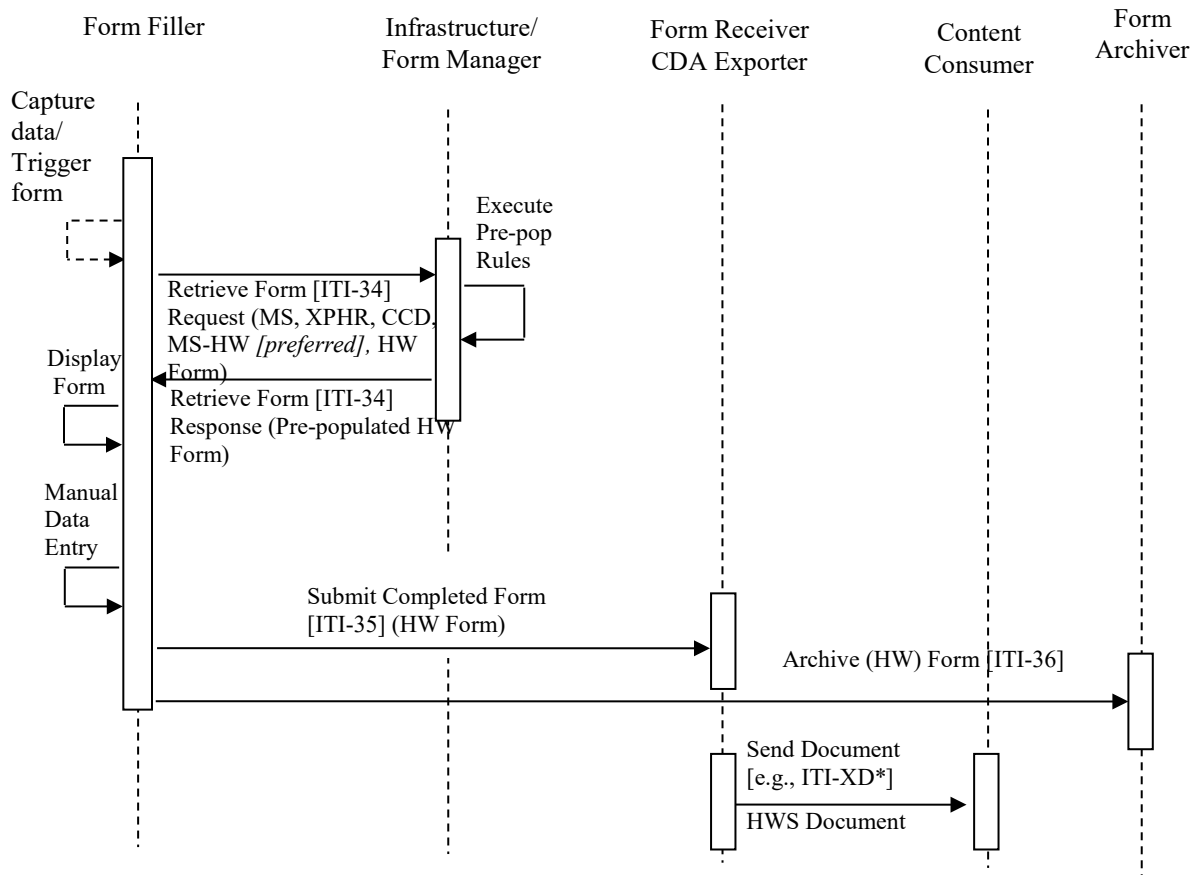 Form Filler
Infrastructure/
Form Manager
Form Receiver
CDA Exporter
Content
Consumer
Form
Archiver
Capture
data/
Trigger
form
Execute
Pre-pop
Rules
Retrieve Form [ITI-34]
Request (MS, XPHR, CCD,
MS-HW [preferred], HW
Form)
Display
Form
Retrieve Form [ITI-34]
Response (Pre-populated HW
Form)
Manual
Data
Entry
Submit Completed Form
[ITI-35] (HW Form)
Archive (HW) Form [ITI-36]
Send Document
[e.g., ITI-XD*]
HWS Document